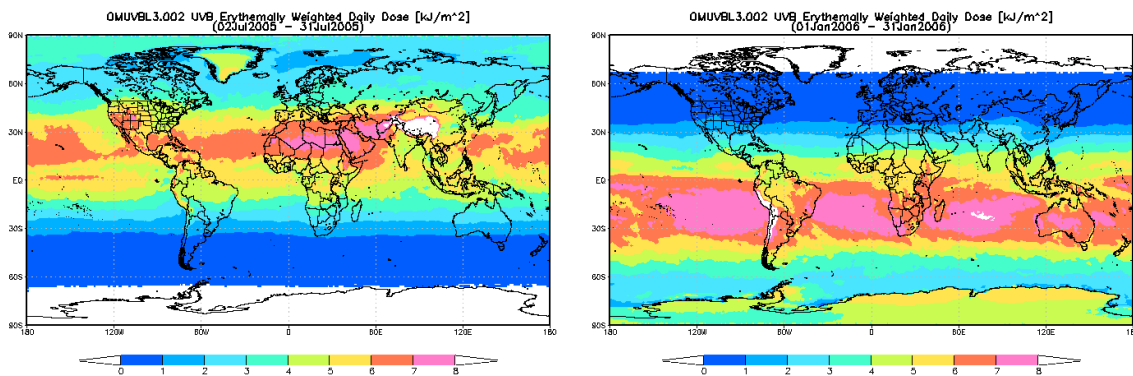 OMUVBL3.002 UVB Erythemally Weighted Daily Dose [kJ/m^2]
(02Jul2005 - 31Jul2005)
90N
60N
30N
EQ
30S
60S
90S
180 120W 60W 0 60E 120E 180
0 1 2 3 4 5 6 7 8
OMUVBL3.002 UVB Erythemally Weighted Daily Dose [kJ/m^2]
(01Jan2006 - 31Jan2006)
90N
60N
30N
EQ
30S
60S
90S
180 120W 60W 0 60E 120E 180
0 1 2 3 4 5 6 7 8